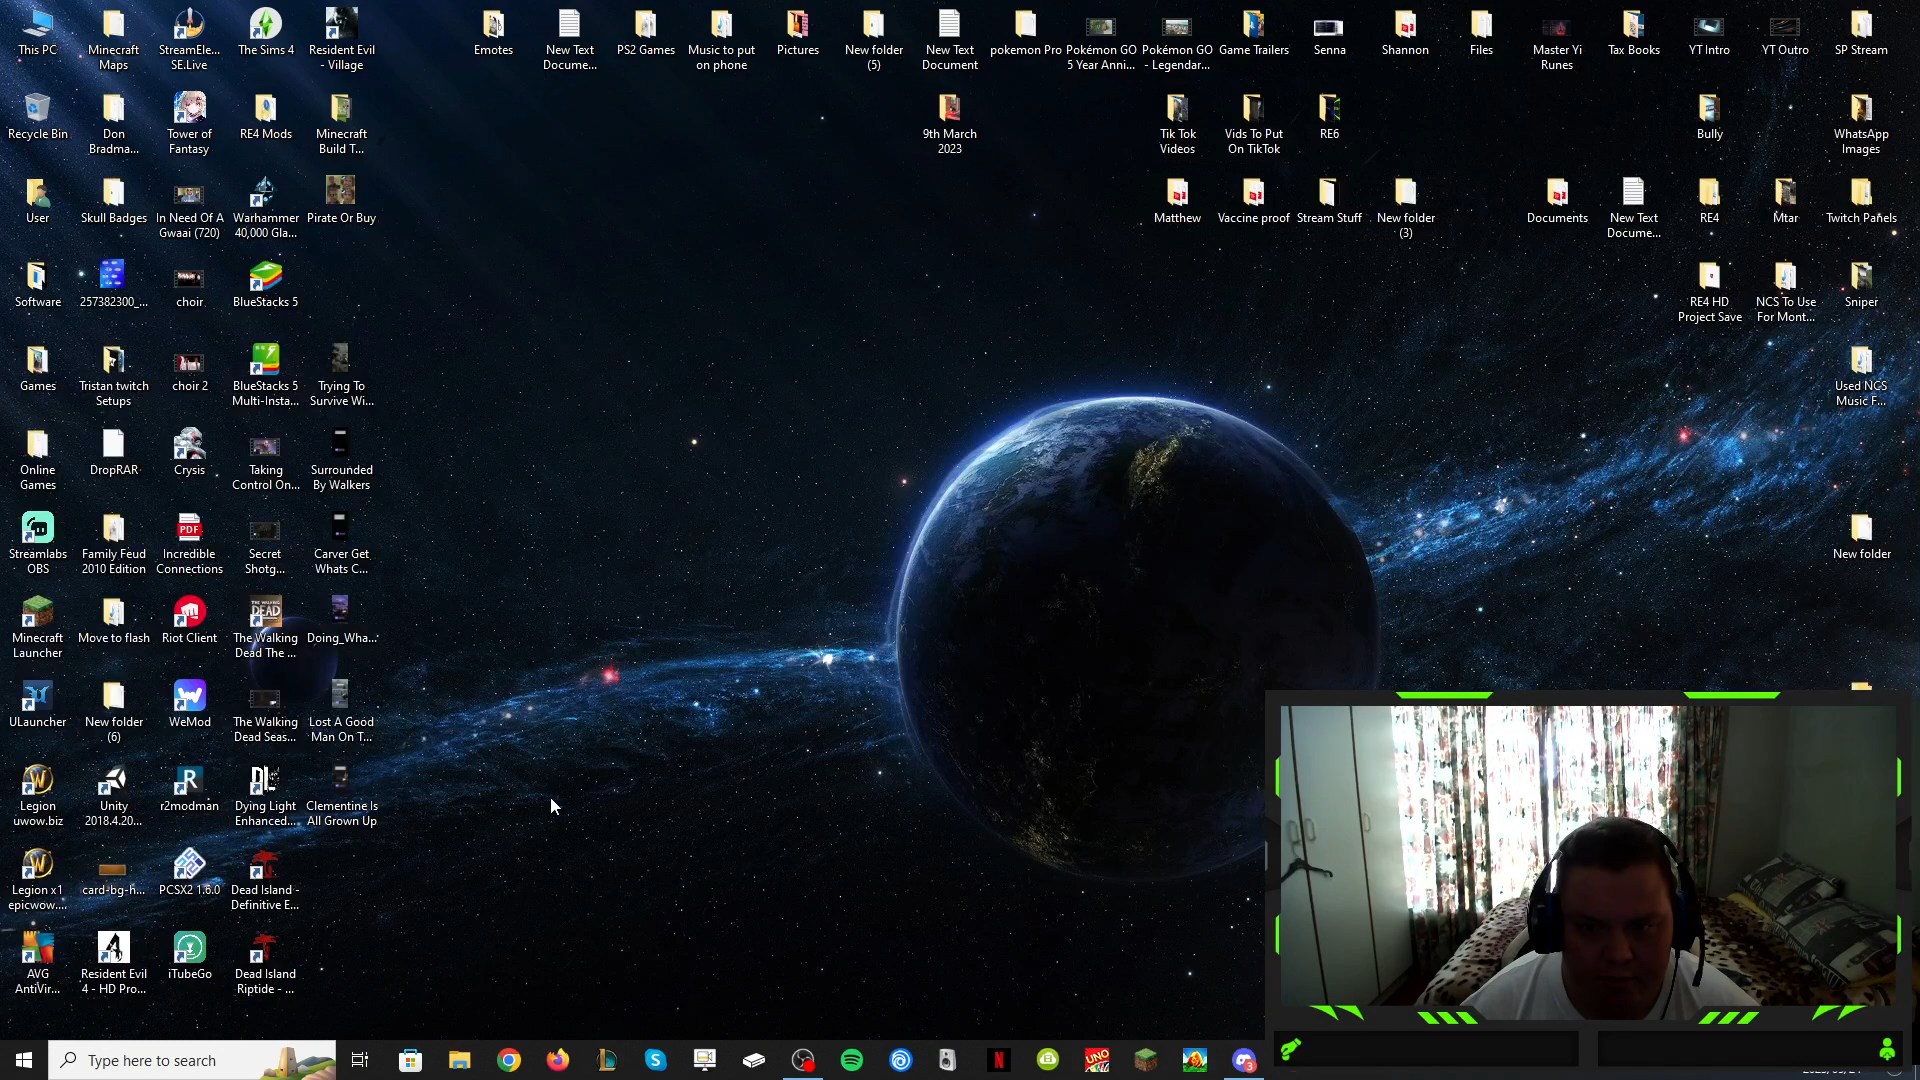 This PC
Minecraft
Maps
StreamEle...
SE.Live
The Sims 4
Resident Evil
- Village
Emotes
New Text
Docume...
PS2 Games
Music to put
on phone
Pictures
New folder
(5)
New Text
Document
pokemon Pro
Pokémon GO
5 Year Anni...
Pokémon GO
- Legendar...
Game Trailers
Senna
Shannon
Files
Master Yi
Runes
Tax Books
YT Intro
YT Outro
SP Stream
Recycle Bin
Don
Bradma...
Tower of
Fantasy
RE4 Mods
Minecraft
Build T...
9th March
2023
Tik Tok
Videos
Vids To Put
On TikTok
RE6
Bully
WhatsApp
Images
User
Skull Badges
In Need Of A
Gwaai (720)
Warhammer
40,000 Gla...
Pirate Or Buy
Matthew
Vaccine proof
Stream Stuff
New folder
(3)
Documents
New Text
Docume...
RE4
Mtar
Twitch Panels
Software
257382300_...
choir
BlueStacks 5
RE4 HD
Project Save
NCS To Use
For Mont...
Sniper
Games
Tristan twitch
Setups
choir 2
BlueStacks 5
Multi-Insta...
Trying To
Survive Wi...
Used NCS
Music F...
Online
Games
DropRAR
Crysis
Taking
Control On...
Surrounded
By Walkers
Streamlabs
OBS
Family Feud
2010 Edition
PDF
Incredible
Connections
Secret
Shotg...
Carver Get
Whats C...
New folder
Minecraft
Launcher
Move to flash
Riot Client
The Walking
Dead The ...
Doing_Wha...
ULauncher
New folder
(6)
WeMod
The Walking
Dead Seas...
Lost A Good
Man On T...
Legion
uwow.biz
Unity
2018.4.20...
r2modman
Dying Light
Enhanced...
Clementine Is
All Grown Up
Legion x1
epicwow....
card-bg-h...
PCSX2 1.6.0
Dead Island -
Definitive E...
AVG
AntiVir...
Resident Evil
4 - HD Pro...
iTubeGo
Dead Island
Riptide - ...
Type here to search
UNO
3